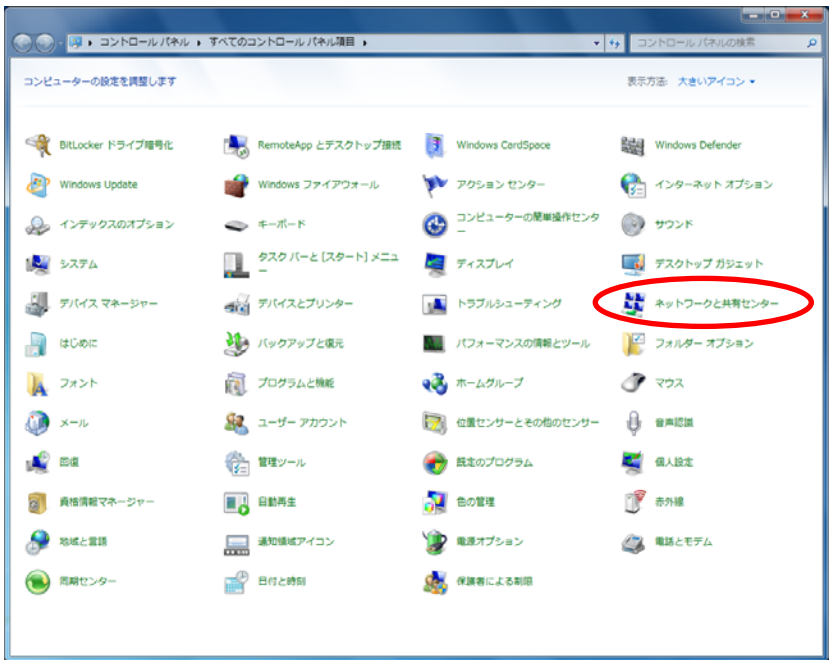 コントロール パネル ▸ すべてのコントロール パネル項目 ▸
コントロール パネルの検索
コンピューターの設定を調整します
表示方法: 大きいアイコン
BitLocker ドライブ暗号化
RemoteApp とデスクトップ接続
Windows CardSpace
Windows Defender
Windows Update
Windows ファイアウォール
アクション センター
インターネット オプション
インデックスのオプション
キーボード
コンピューターの簡単操作センタ
ー
サウンド
システム
タスク バーと [スタート] メニュ
ー
ディスプレイ
デスクトップ ガジェット
デバイス マネージャー
デバイスとプリンター
トラブルシューティング
ネットワークと共有センター
はじめに
バックアップと復元
パフォーマンスの情報とツール
フォルダー オプション
フォント
プログラムと機能
ホームグループ
マウス
メール
ユーザー アカウント
位置センサーとその他のセンサー
音声認識
回復
管理ツール
既定のプログラム
個人設定
資格情報マネージャー
自動再生
色の管理
赤外線
地域と言語
通知領域アイコン
電源オプション
電話とモデム
同期センター
日付と時刻
保護者による制限